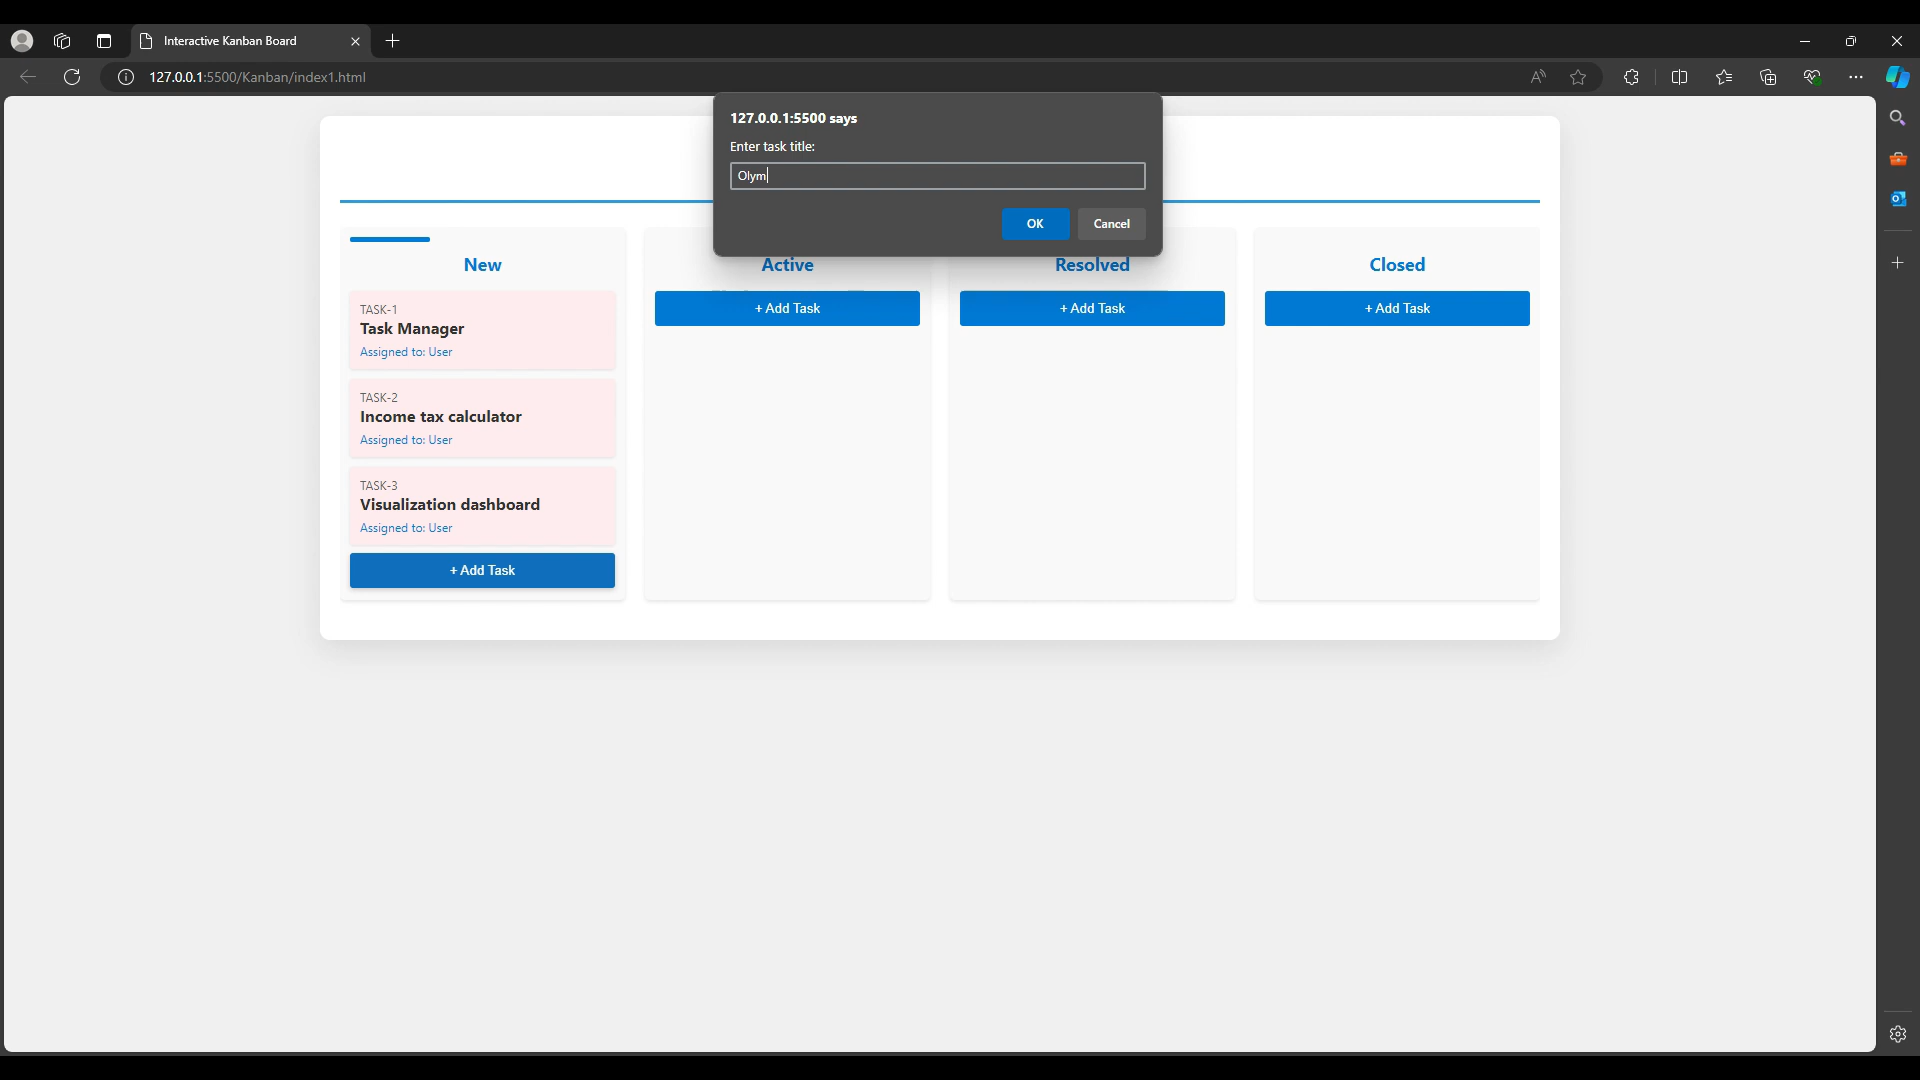 Interactive Kanban Board
127.0.0.1:5500/Kanban/index1.html
127.0.0.1:5500 says
Enter task title:
Olym
OK
Cancel
New
Active
Resolved
Closed
TASK-1
Task Manager
Assigned to: User
TASK-2
Income tax calculator
Assigned to: User
TASK-3
Visualization dashboard
Assigned to: User
+ Add Task
+ Add Task
+ Add Task
+ Add Task